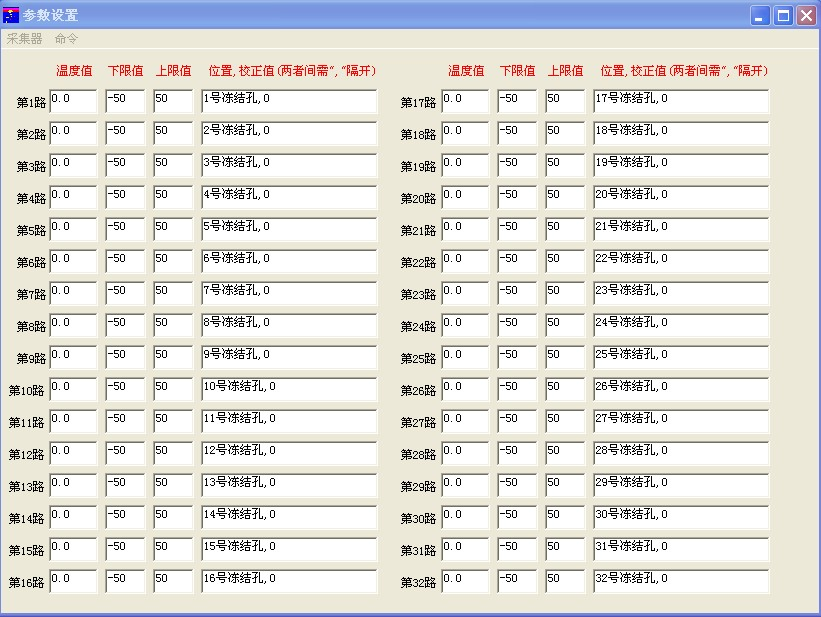 参数设置
采集器 命令
温度值 下限值 上限值 位置,校正值(两者间需“,”隔开) 温度值 下限值 上限值 位置,校正值(两者间需“,”隔开)
第1路 0.0 -50 50 1号冻结孔,0 第17路 0.0 -50 50 17号冻结孔,0
第2路 0.0 -50 50 2号冻结孔,0 第18路 0.0 -50 50 18号冻结孔,0
第3路 0.0 -50 50 3号冻结孔,0 第19路 0.0 -50 50 19号冻结孔,0
第4路 0.0 -50 50 4号冻结孔,0 第20路 0.0 -50 50 20号冻结孔,0
第5路 0.0 -50 50 5号冻结孔,0 第21路 0.0 -50 50 21号冻结孔,0
第6路 0.0 -50 50 6号冻结孔,0 第22路 0.0 -50 50 22号冻结孔,0
第7路 0.0 -50 50 7号冻结孔,0 第23路 0.0 -50 50 23号冻结孔,0
第8路 0.0 -50 50 8号冻结孔,0 第24路 0.0 -50 50 24号冻结孔,0
第9路 0.0 -50 50 9号冻结孔,0 第25路 0.0 -50 50 25号冻结孔,0
第10路 0.0 -50 50 10号冻结孔,0 第26路 0.0 -50 50 26号冻结孔,0
第11路 0.0 -50 50 11号冻结孔,0 第27路 0.0 -50 50 27号冻结孔,0
第12路 0.0 -50 50 12号冻结孔,0 第28路 0.0 -50 50 28号冻结孔,0
第13路 0.0 -50 50 13号冻结孔,0 第29路 0.0 -50 50 29号冻结孔,0
第14路 0.0 -50 50 14号冻结孔,0 第30路 0.0 -50 50 30号冻结孔,0
第15路 0.0 -50 50 15号冻结孔,0 第31路 0.0 -50 50 31号冻结孔,0
第16路 0.0 -50 50 16号冻结孔,0 第32路 0.0 -50 50 32号冻结孔,0